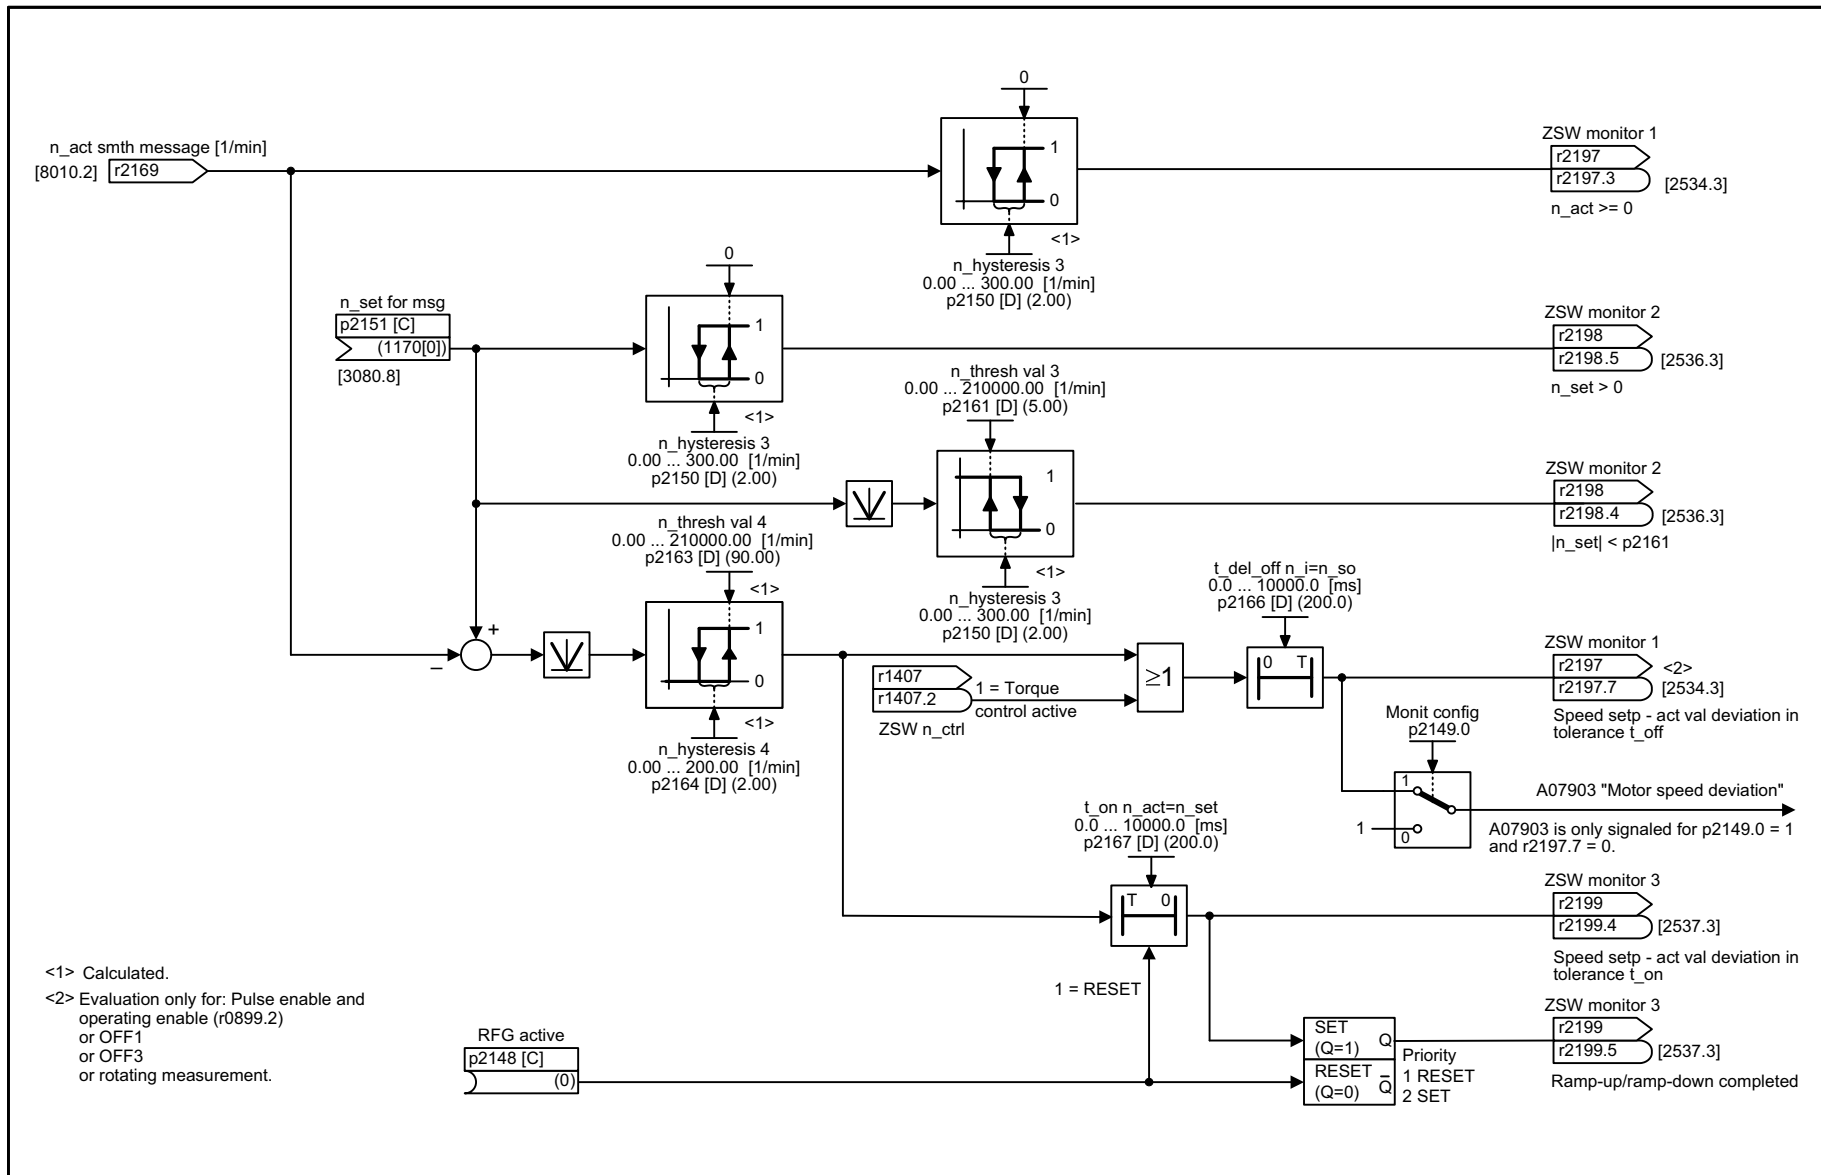 0
n_act smth message [1/min]
[8010.2]
r2169
1
0
<1>
n_hysteresis 3
0.00 ... 300.00 [1/min]
p2150 [D] (2.00)
ZSW monitor 1
r2197
r2197.3
[2534.3]
n_act >= 0
0
n_set for msg
p2151 [C]
(1170[0])
[3080.8]
1
0
<1>
n_hysteresis 3
0.00 ... 300.00 [1/min]
p2150 [D] (2.00)
ZSW monitor 2
r2198
r2198.5
[2536.3]
n_set > 0
n_thresh val 3
0.00 ... 210000.00 [1/min]
p2161 [D] (5.00)
1
0
<1>
n_hysteresis 3
0.00 ... 300.00 [1/min]
p2150 [D] (2.00)
ZSW monitor 2
r2198
r2198.4
[2536.3]
|n_set| < p2161
n_thresh val 4
0.00 ... 210000.00 [1/min]
p2163 [D] (90.00)
<1>
+
–
1
0
<1>
n_hysteresis 4
0.00 ... 200.00 [1/min]
p2164 [D] (2.00)
r1407
r1407.2
ZSW n_ctrl
1 = Torque
control active
≥1
t_del_off n_i=n_so
0.0 ... 10000.0 [ms]
p2166 [D] (200.0)
0 T
ZSW monitor 1
r2197
<2>
r2197.7
[2534.3]
Speed setp - act val deviation in
tolerance t_off
Monit config
p2149.0
1
1
0
A07903 "Motor speed deviation"
A07903 is only signaled for p2149.0 = 1
and r2197.7 = 0.
t_on n_act=n_set
0.0 ... 10000.0 [ms]
p2167 [D] (200.0)
T 0
1 = RESET
ZSW monitor 3
r2199
r2199.4
[2537.3]
Speed setp - act val deviation in
tolerance t_on
<1> Calculated.
<2> Evaluation only for: Pulse enable and
operating enable (r0899.2)
or OFF1
or OFF3
or rotating measurement.
RFG active
p2148 [C]
(0)
SET
(Q=1)
Q
RESET
(Q=0)
Q̅
Priority
1 RESET
2 SET
ZSW monitor 3
r2199
r2199.5
[2537.3]
Ramp-up/ramp-down completed